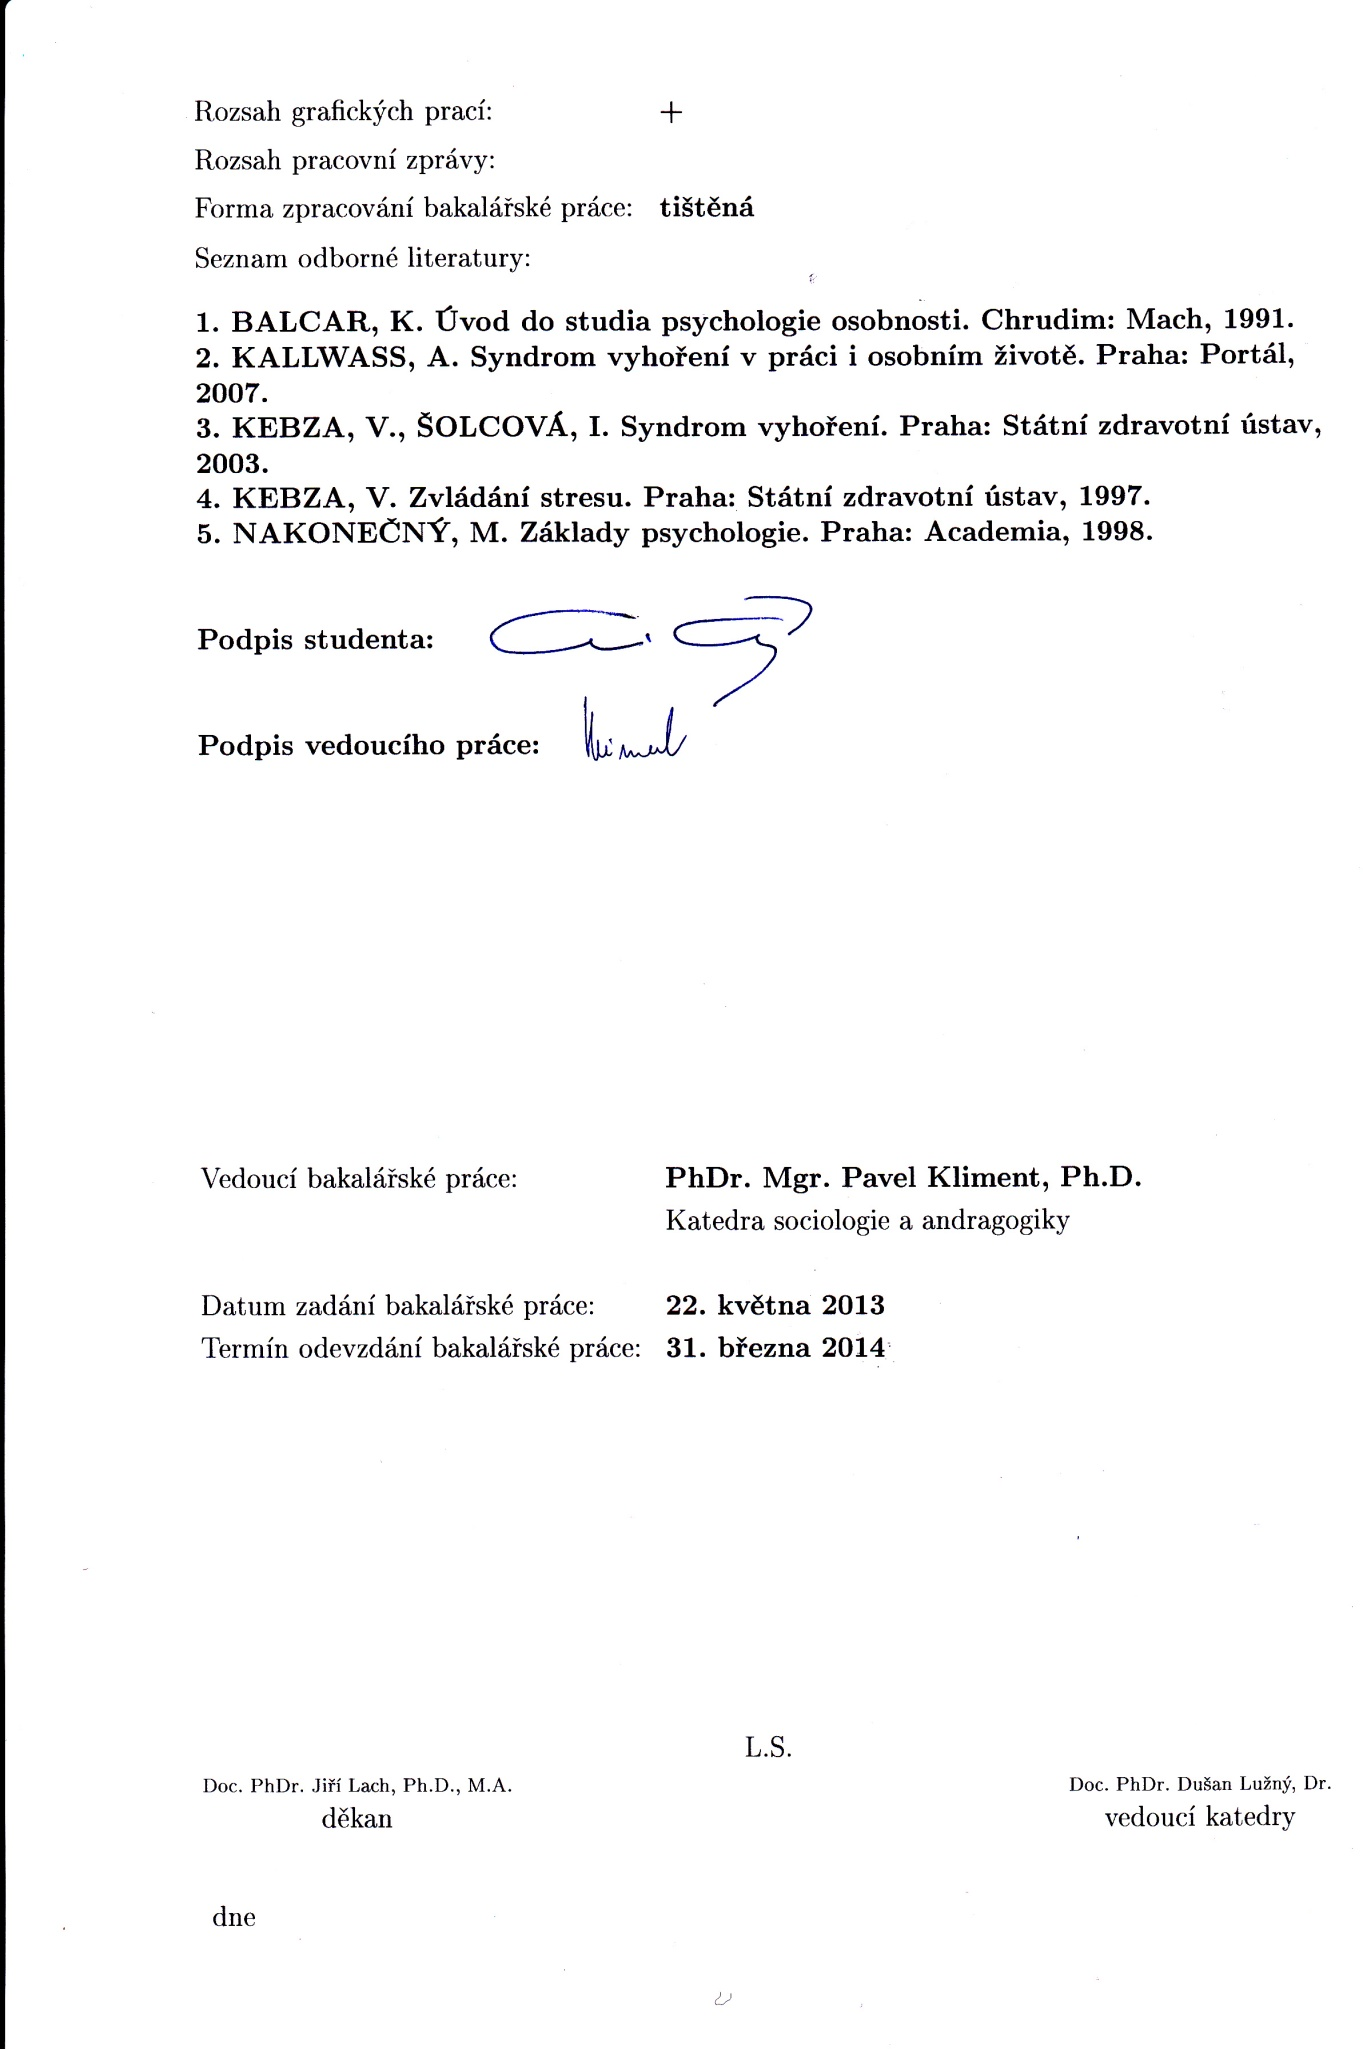 Rozsah grafických prací: +
Rozsah pracovní zprávy:
Forma zpracování bakalářské práce: tištěná
Seznam odborné literatury:
1. BALCAR, K. Úvod do studia psychologie osobnosti. Chrudim: Mach, 1991.
2. KALLWASS, A. Syndrom vyhoření v práci i osobním životě. Praha: Portál,
2007.
3. KEBZA, V., ŠOLCOVÁ, I. Syndrom vyhoření. Praha: Státní zdravotní ústav,
2003.
4. KEBZA, V. Zvládání stresu. Praha: Státní zdravotní ústav, 1997.
5. NAKONEČNÝ, M. Základy psychologie. Praha: Academia, 1998.
Podpis studenta:
Podpis vedoucího práce:
Vedoucí bakalářské práce: PhDr. Mgr. Pavel Kliment, Ph.D.
Katedra sociologie a andragogiky
Datum zadání bakalářské práce: 22. května 2013
Termín odevzdání bakalářské práce: 31. března 2014
L.S.
Doc. PhDr. Jiří Lach, Ph.D., M.A. Doc. PhDr. Dušan Lužný, Dr.
děkan vedoucí katedry
dne